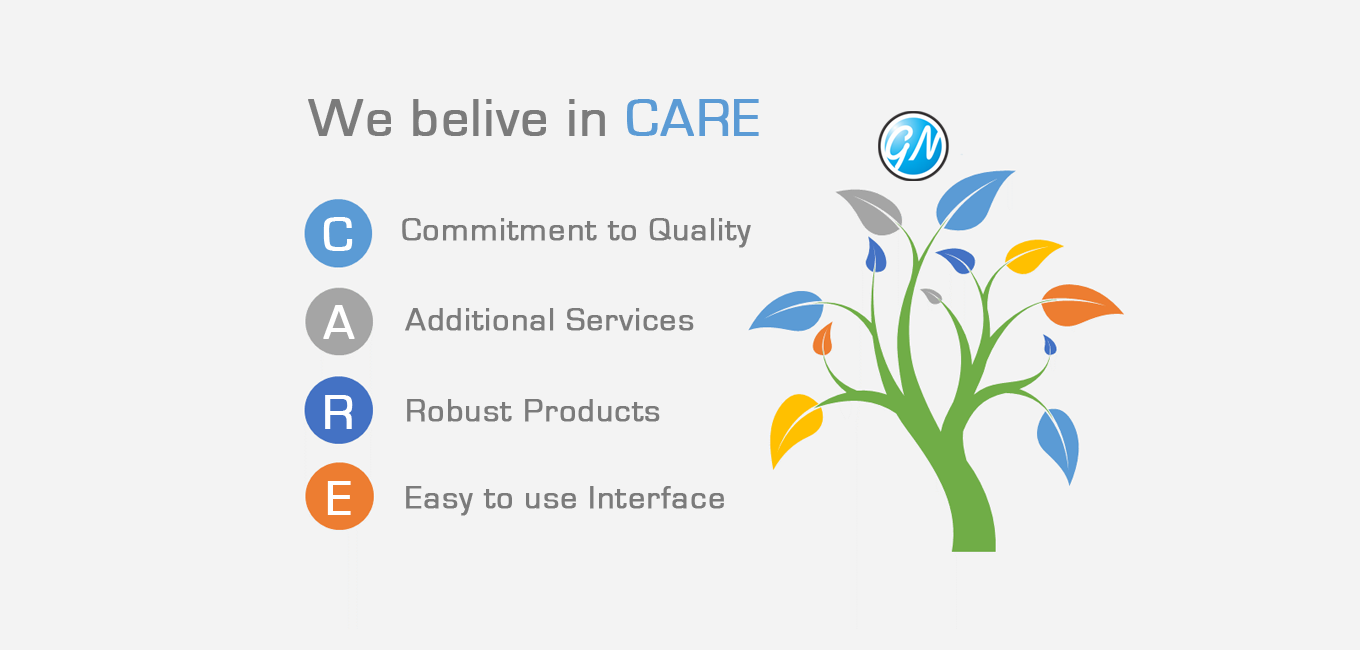 We belive in CARE
GN
C Commitment to Quality
A Additional Services
R Robust Products
E Easy to use Interface